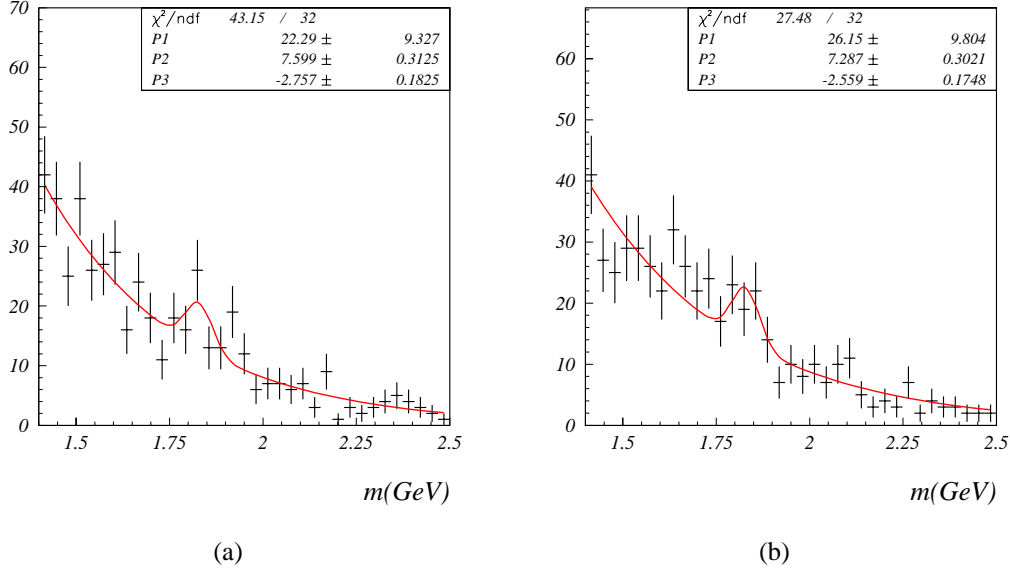 χ²/ndf 43.15 / 32
P1 22.29 ± 9.327
P2 7.599 ± 0.3125
P3 -2.757 ± 0.1825
70
60
50
40
30
20
10
0
1.5 1.75 2 2.25 2.5
m(GeV)
(a)
χ²/ndf 27.48 / 32
P1 26.15 ± 9.804
P2 7.287 ± 0.3021
P3 -2.559 ± 0.1748
60
50
40
30
20
10
0
1.5 1.75 2 2.25 2.5
m(GeV)
(b)